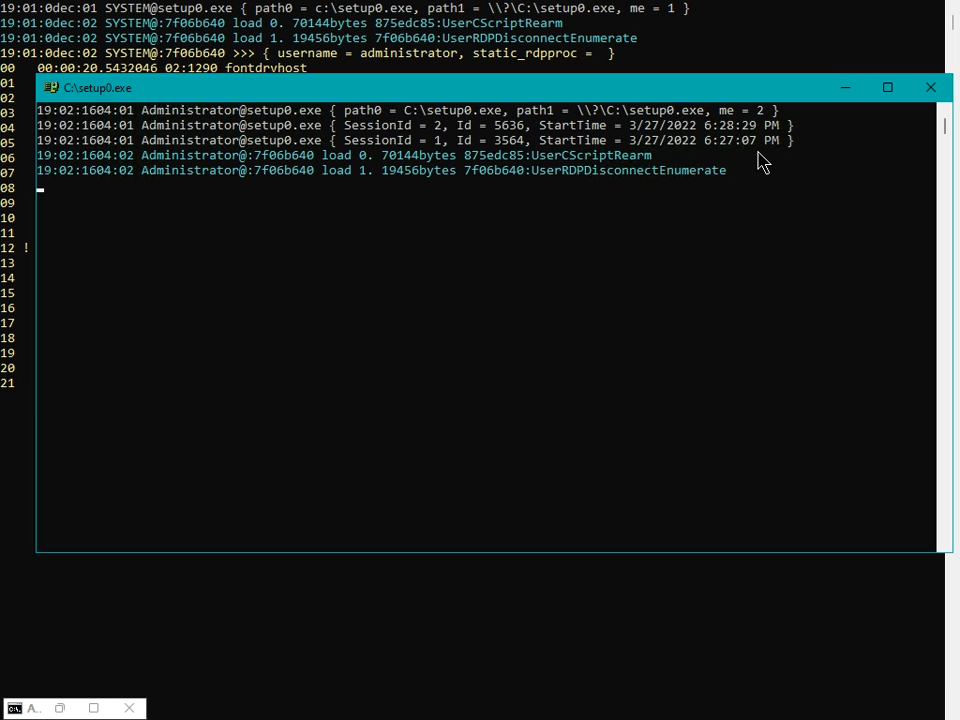 19:01:0dec:01 SYSTEM@setup0.exe { path0 = c:\setup0.exe, path1 = \\?\C:\setup0.exe, me = 1 }
19:01:0dec:02 SYSTEM@:7f06b640 load 0. 70144bytes 875edc85:UserCScriptRearm
19:01:0dec:02 SYSTEM@:7f06b640 load 1. 19456bytes 7f06b640:UserRDPDisconnectEnumerate
19:01:0dec:02 SYSTEM@:7f06b640 >>> { username = administrator, static_rdpproc =  }
00   00:00:20.5432046 02:1290 fontdrvhost
01
02
03
04
05
06
07
08
09
10
11
12 !
13
14
15
16
17
18
19
20
21
C:\setup0.exe
19:02:1604:01 Administrator@setup0.exe { path0 = C:\setup0.exe, path1 = \\?\C:\setup0.exe, me = 2 }
19:02:1604:01 Administrator@setup0.exe { SessionId = 2, Id = 5636, StartTime = 3/27/2022 6:28:29 PM }
19:02:1604:01 Administrator@setup0.exe { SessionId = 1, Id = 3564, StartTime = 3/27/2022 6:27:07 PM }
19:02:1604:02 Administrator@:7f06b640 load 0. 70144bytes 875edc85:UserCScriptRearm
19:02:1604:02 Administrator@:7f06b640 load 1. 19456bytes 7f06b640:UserRDPDisconnectEnumerate
A..